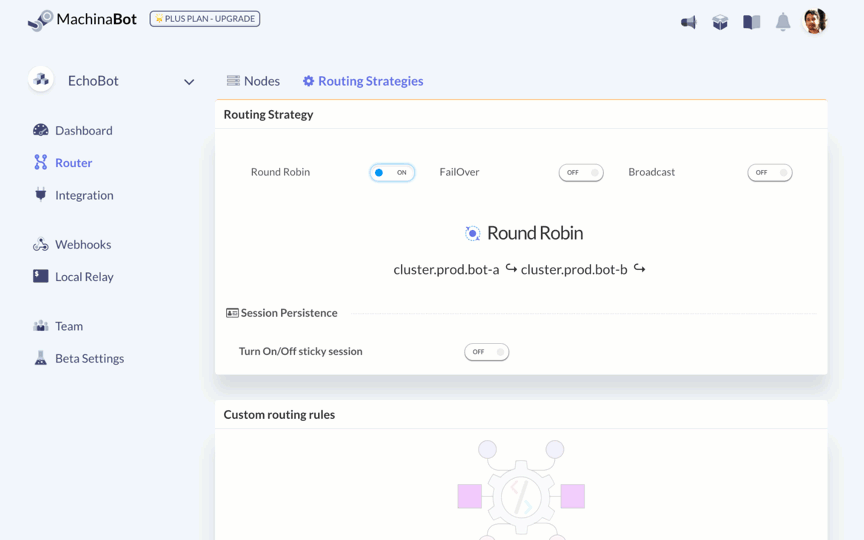 MachinaBot PLUS PLAN - UPGRADE
EchoBot
Nodes Routing Strategies
Dashboard
Router
Integration
Webhooks
Local Relay
Team
Beta Settings
Routing Strategy
Round Robin ON FailOver OFF Broadcast OFF
Round Robin
cluster.prod.bot-a ↪ cluster.prod.bot-b ↪
Session Persistence
Turn On/Off sticky session OFF
Custom routing rules